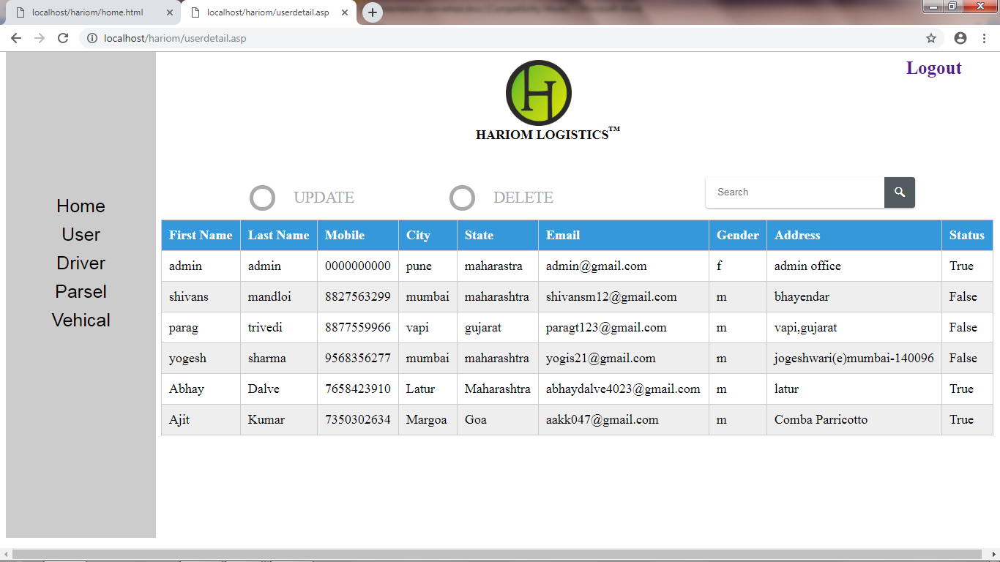 localhost/hariom/home.html
localhost/hariom/userdetail.asp
localhost/hariom/userdetail.asp
Logout
H
HARIOM LOGISTICS™
Home
User
Driver
Parsel
Vehical
UPDATE DELETE Search
First Name Last Name Mobile City State Email Gender Address Status
admin admin 0000000000 pune maharastra admin@gmail.com f admin office True
shivans mandloi 8827563299 mumbai maharashtra shivansm12@gmail.com m bhayendar False
parag trivedi 8877559966 vapi gujarat paragt123@gmail.com m vapi,gujarat False
yogesh sharma 9568356277 mumbai maharashtra yogis21@gmail.com m jogeshwari(e)mumbai-140096 False
Abhay Dalve 7658423910 Latur Maharashtra abhaydalve4023@gmail.com m latur True
Ajit Kumar 7350302634 Margoa Goa aakk047@gmail.com m Comba Parricotto True